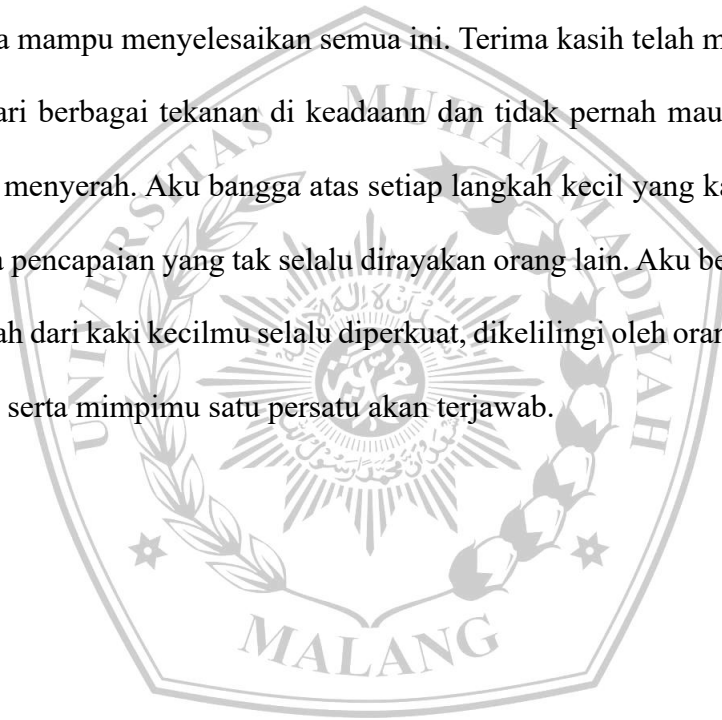 a mampu menyelesaikan semua ini. Terima kasih telah m
ari berbagai tekanan di keadaann dan tidak pernah mau
menyerah. Aku bangga atas setiap langkah kecil yang ka
a pencapaian yang tak selalu dirayakan orang lain. Aku be
ah dari kaki kecilmu selalu diperkuat, dikelilingi oleh oran
serta mimpimu satu persatu akan terjawab.
UNIVERSITAS MUHAMMADIYAH
MALANG